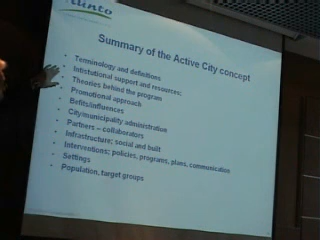 Summary of the Active City concept
• Terminology and definitions
• Intistutional support and resources;
• Theories behind the program
• Promotional approach
• Befits/influences
• City/municipality administration
• Partners – collaborators
• Infrastructure; social and built
• Interventions; policies, programs, plans, communication
• Settings
• Population, target groups